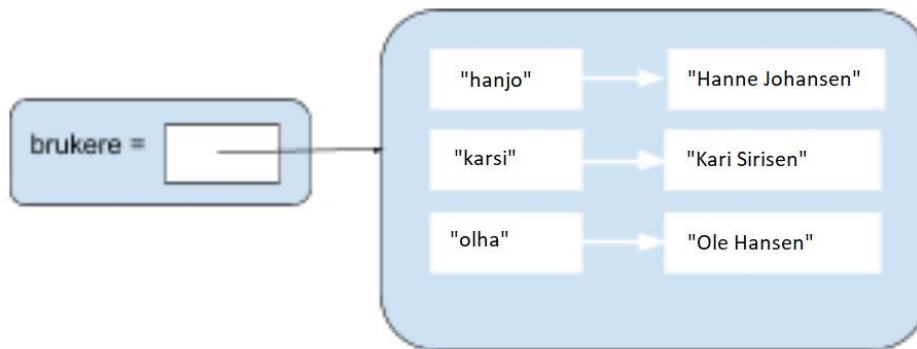 "hanjo" "Hanne Johansen"
brukere =
"karsi" "Kari Sirisen"
"olha" "Ole Hansen"